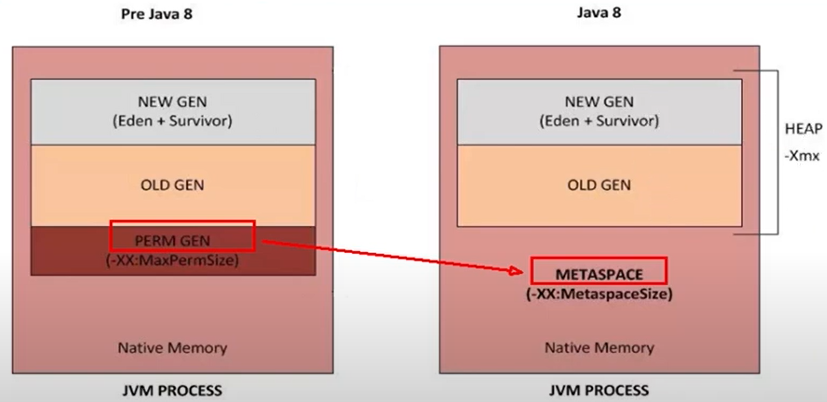 Pre Java 8
NEW GEN
(Eden + Survivor)
OLD GEN
PERM GEN
(-XX:MaxPermSize)
Native Memory
JVM PROCESS
Java 8
NEW GEN
(Eden + Survivor)
OLD GEN
HEAP
-Xmx
METASPACE
(-XX:MetaspaceSize)
Native Memory
JVM PROCESS